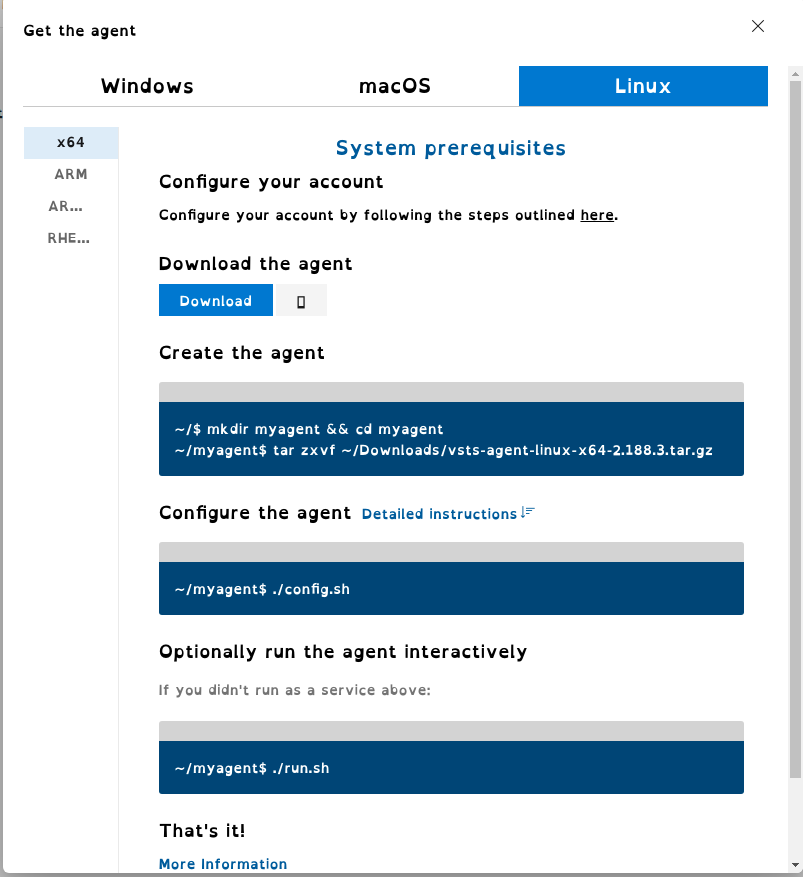 Get the agent
Windows
macOS
Linux
x64
ARM
AR...
RHE...
System prerequisites
Configure your account
Configure your account by following the steps outlined here.
Download the agent
Download
Create the agent
~/$ mkdir myagent && cd myagent
~/myagent$ tar zxvf ~/Downloads/vsts-agent-linux-x64-2.188.3.tar.gz
Configure the agent Detailed instructions
~/myagent$ ./config.sh
Optionally run the agent interactively
If you didn't run as a service above:
~/myagent$ ./run.sh
That's it!
More Information